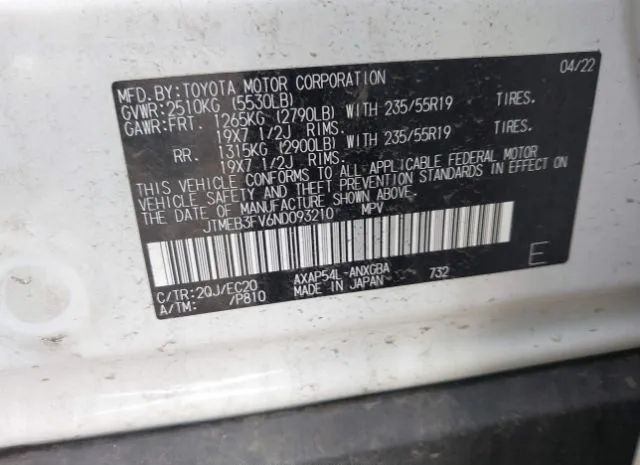 MFD.BY:TOYOTA MOTOR CORPORATION 04/22
GVWR:2510KG (5530LB)
GAWR:FRT. 1265KG (2790LB) WITH 235/55R19 TIRES.
19X7 1/2J RIMS.
RR. 1315KG (2900LB) WITH 235/55R19 TIRES.
19X7 1/2J RIMS.
THIS VEHICLE CONFORMS TO ALL APPLICABLE FEDERAL MOTOR
VEHICLE SAFETY AND THEFT PREVENTION STANDARDS IN EFFECT ON THE
DATE OF MANUFACTURE SHOWN ABOVE.
JTMEB3FV6ND093210 MPV
C/TR:20J/EC20 AXAP54L-ANXGBA 732 E
A/TM: /P810 MADE IN JAPAN